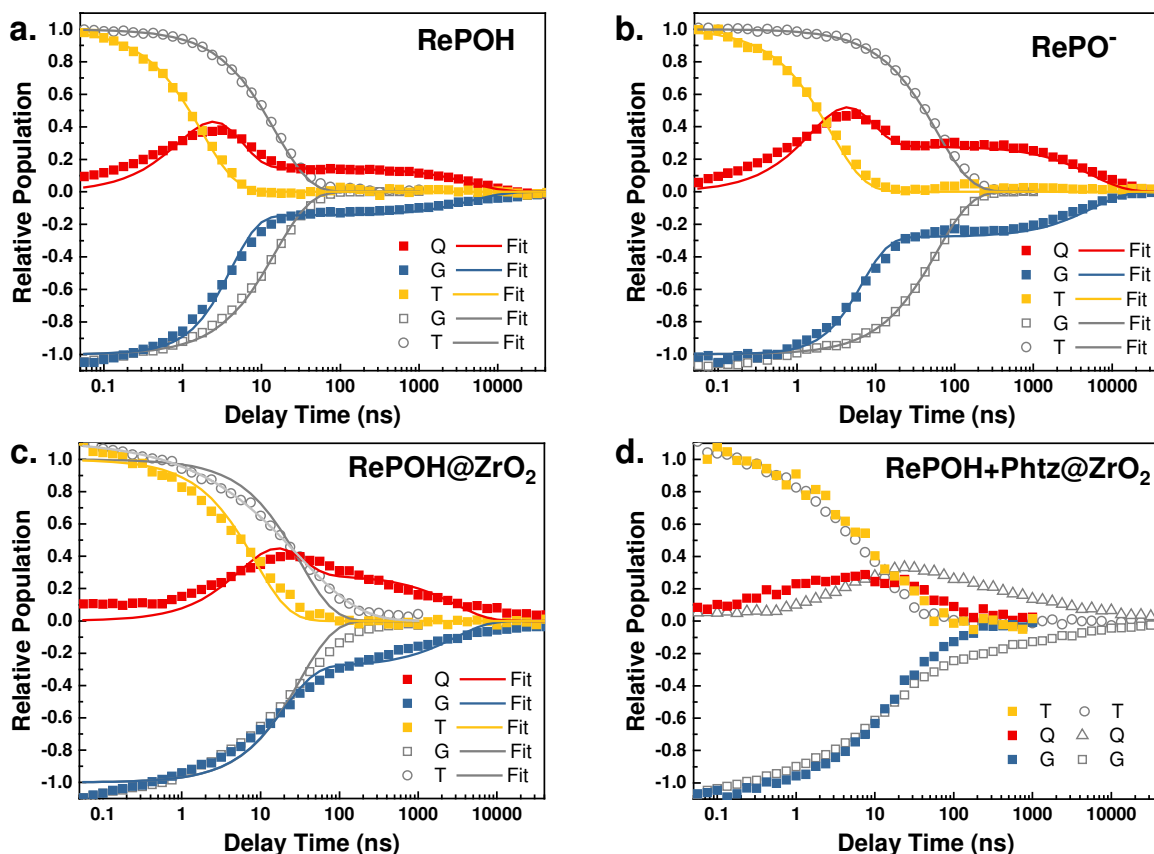 a.
RePOH
Relative Population
1.0
0.8
0.6
0.4
0.2
0.0
-0.2
-0.4
-0.6
-0.8
-1.0
Q Fit
G Fit
T Fit
G Fit
T Fit
0.1 1 10 100 1000 10000
Delay Time (ns)
b.
RePO⁻
Relative Population
1.0
0.8
0.6
0.4
0.2
0.0
-0.2
-0.4
-0.6
-0.8
-1.0
Q Fit
G Fit
T Fit
G Fit
T Fit
0.1 1 10 100 1000 10000
Delay Time (ns)
c.
RePOH@ZrO₂
Relative Population
1.0
0.8
0.6
0.4
0.2
0.0
-0.2
-0.4
-0.6
-0.8
-1.0
Q Fit
G Fit
T Fit
G Fit
T Fit
0.1 1 10 100 1000 10000
Delay Time (ns)
d.
RePOH+Phtz@ZrO₂
Relative Population
1.0
0.8
0.6
0.4
0.2
0.0
-0.2
-0.4
-0.6
-0.8
-1.0
T T
Q Q
G G
0.1 1 10 100 1000 10000
Delay Time (ns)